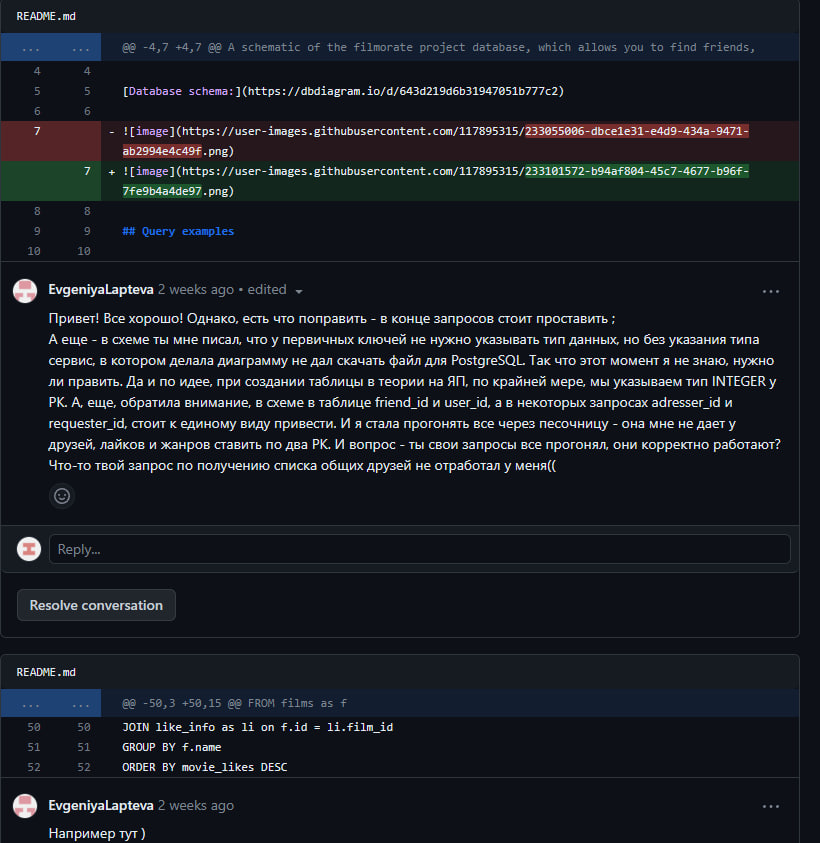 README.md
... ... @@ -4,7 +4,7 @@ A schematic of the filmorate project database, which allows you to find friends,
4 4
5 5 [Database schema:](https://dbdiagram.io/d/643d219d6b31947051b777c2)
6 6
7 - ![image](https://user-images.githubusercontent.com/117895315/233055006-dbce1e31-e4d9-434a-9471-
ab2994e4c49f.png)
7 + ![image](https://user-images.githubusercontent.com/117895315/233101572-b94af804-45c7-4677-b96f-
7fe9b4a4de97.png)
8 8
9 9 ## Query examples
10 10
EvgeniyaLapteva 2 weeks ago • edited
Привет! Все хорошо! Однако, есть что поправить - в конце запросов стоит проставить ;
А еще - в схеме ты мне писал, что у первичных ключей не нужно указывать тип данных, но без указания типа
сервис, в котором делала диаграмму не дал скачать файл для PostgreSQL. Так что этот момент я не знаю, нужно
ли править. Да и по идее, при создании таблицы в теории на ЯП, по крайней мере, мы указываем тип INTEGER у
PK. А, еще, обратила внимание, в схеме в таблице friend_id и user_id, а в некоторых запросах adresser_id и
requester_id, стоит к единому виду привести. И я стала прогонять все через песочницу - она мне не дает у
друзей, лайков и жанров ставить по два PK. И вопрос - ты свои запросы все прогонял, они корректно работают?
Что-то твой запрос по получению списка общих друзей не отработал у меня((
Reply...
Resolve conversation
README.md
... ... @@ -50,3 +50,15 @@ FROM films as f
50 50 JOIN like_info as li on f.id = li.film_id
51 51 GROUP BY f.name
52 52 ORDER BY movie_likes DESC
EvgeniyaLapteva 2 weeks ago
Например тут )